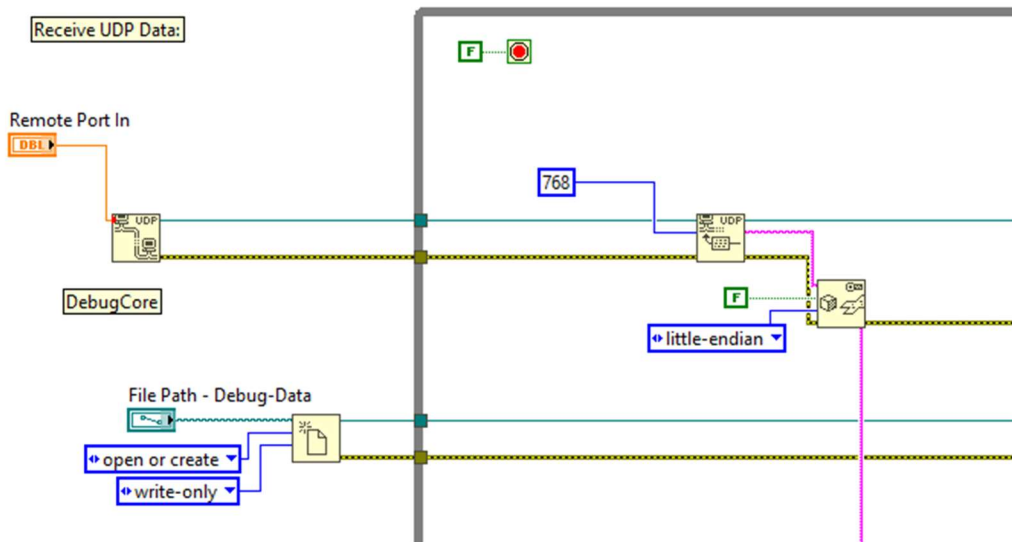 Receive UDP Data:
F
Remote Port In
DBL
768
UDP
UDP
DebugCore
F
little-endian
File Path - Debug-Data
open or create
write-only